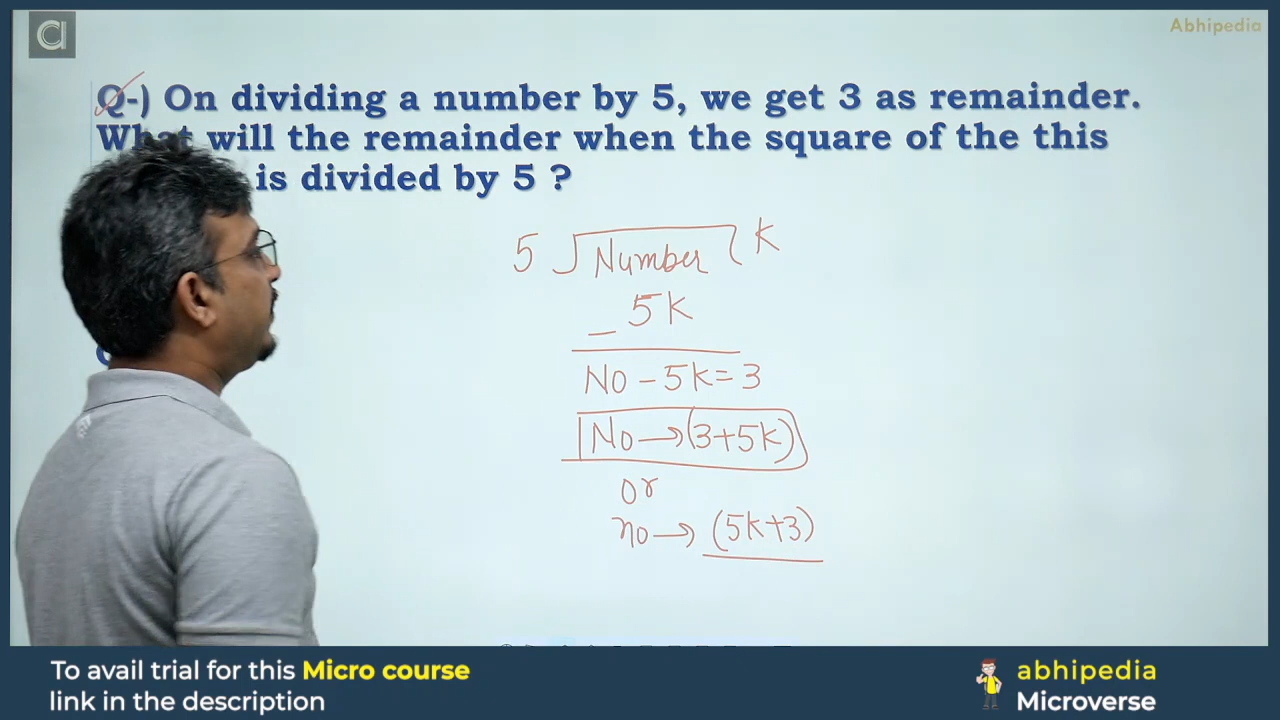 Abhipedia
Q-) On dividing a number by 5, we get 3 as remainder.
What will the remainder when the square of the this
is divided by 5 ?
5 Number K
_ 5K
No - 5K = 3
No → (3+5K)
or
no → (5K+3)
To avail trial for this Micro course
link in the description
abhipedia
Microverse